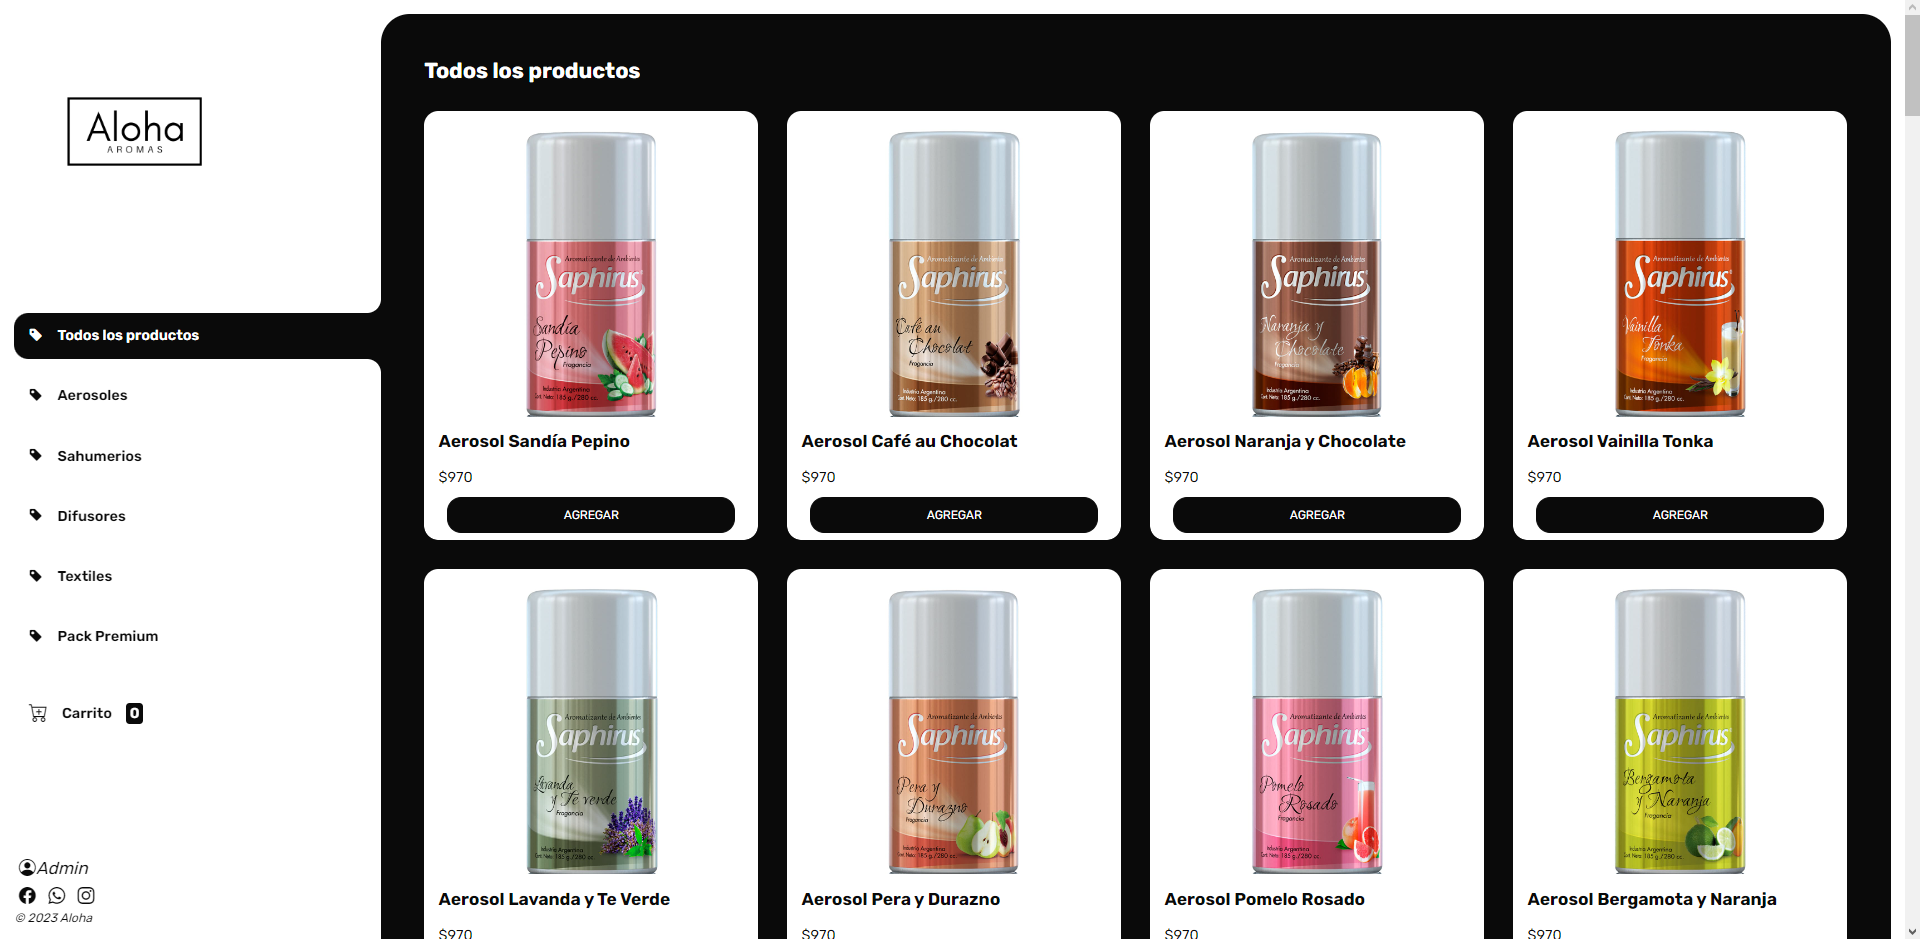 Aloha
AROMAS
Todos los productos
Aerosoles
Sahumerios
Difusores
Textiles
Pack Premium
Carrito 0
Admin
© 2023 Aloha
Todos los productos
Aromatizante de Ambientes
Saphirus
Sandía
Pepino
Fragancia
Industria Argentina
Cont. Neto: 185 g./280 cc.
Aerosol Sandía Pepino
$970
AGREGAR
Aromatizante de Ambientes
Saphirus
Café au
Chocolat
Fragancia
Industria Argentina
Cont. Neto: 185 g./280 cc.
Aerosol Café au Chocolat
$970
AGREGAR
Aromatizante de Ambientes
Saphirus
Naranja y
Chocolate
Fragancia
Industria Argentina
Cont. Neto: 185 g./280 cc.
Aerosol Naranja y Chocolate
$970
AGREGAR
Aromatizante de Ambientes
Saphirus
Vainilla
Tonka
Fragancia
Industria Argentina
Cont. Neto: 185 g./280 cc.
Aerosol Vainilla Tonka
$970
AGREGAR
Aromatizante de Ambientes
Saphirus
Lavanda
y Te verde
Fragancia
Industria Argentina
Cont. Neto: 185 g./280 cc.
Aerosol Lavanda y Te Verde
$970
Aromatizante de Ambientes
Saphirus
Pera y
Durazno
Fragancia
Industria Argentina
Cont. Neto: 185 g./280 cc.
Aerosol Pera y Durazno
$970
Aromatizante de Ambientes
Saphirus
Pomelo
Rosado
Fragancia
Industria Argentina
Cont. Neto: 185 g./280 cc.
Aerosol Pomelo Rosado
$970
Aromatizante de Ambientes
Saphirus
Bergamota
y Naranja
Fragancia
Industria Argentina
Cont. Neto: 185 g./280 cc.
Aerosol Bergamota y Naranja
$970